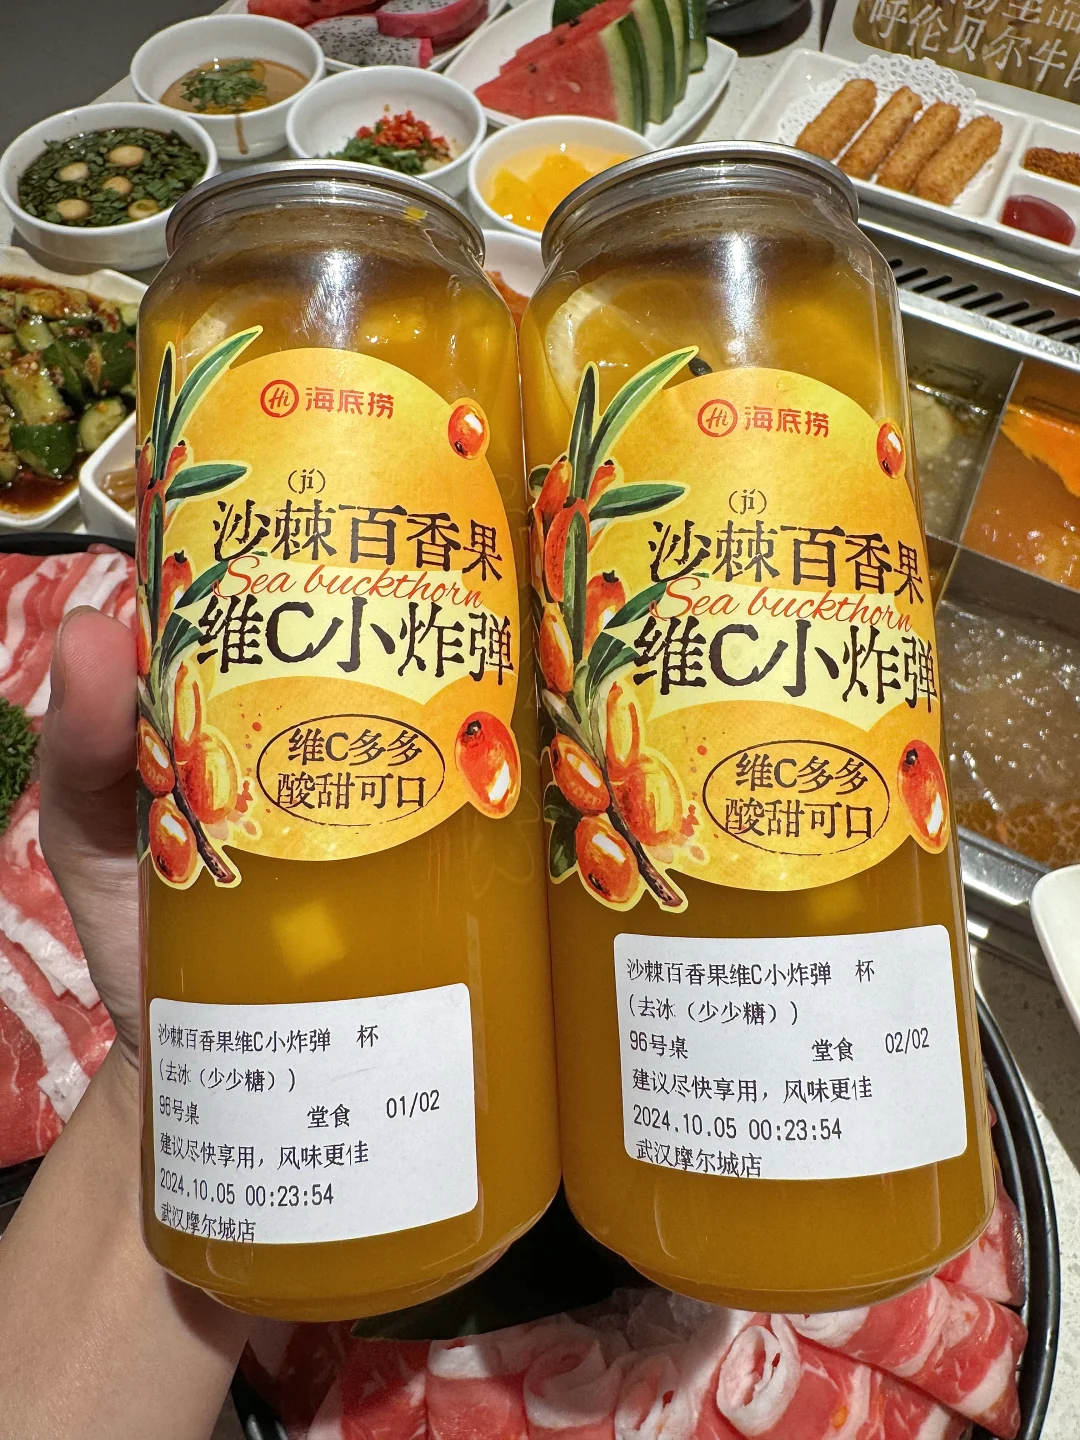 呼伦贝尔牛
Hi 海底捞
(jí)
沙棘百香果
Sea buckthorn
维C小炸弹
维C多多
酸甜可口
沙棘百香果维C小炸弹 杯
(去冰（少少糖）)
96号桌 堂食 01/02
建议尽快享用，风味更佳
2024.10.05 00:23:54
武汉摩尔城店
Hi 海底捞
(jí)
沙棘百香果
Sea buckthorn
维C小炸弹
维C多多
酸甜可口
沙棘百香果维C小炸弹 杯
(去冰（少少糖）)
96号桌 堂食 02/02
建议尽快享用，风味更佳
2024.10.05 00:23:54
武汉摩尔城店